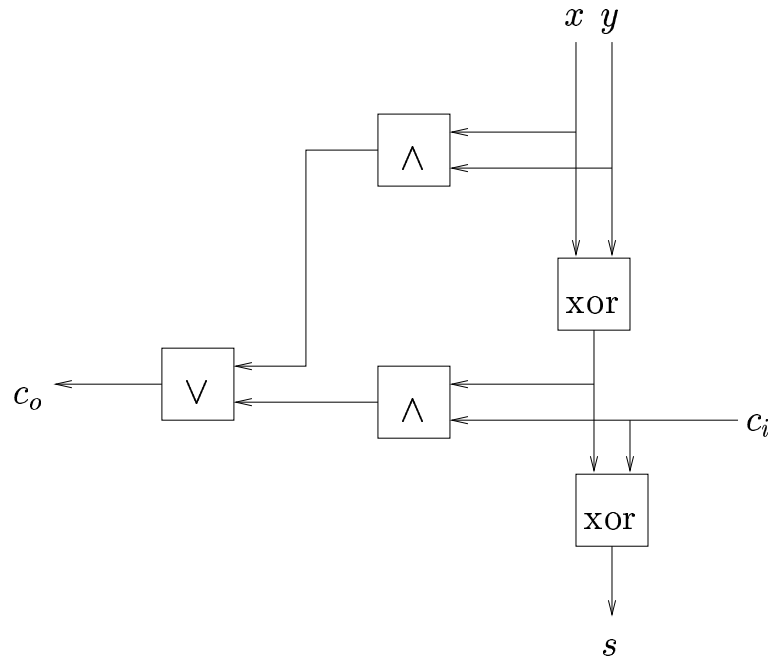 x y
∧
xor
c_o ∨ ∧ c_i
xor
s